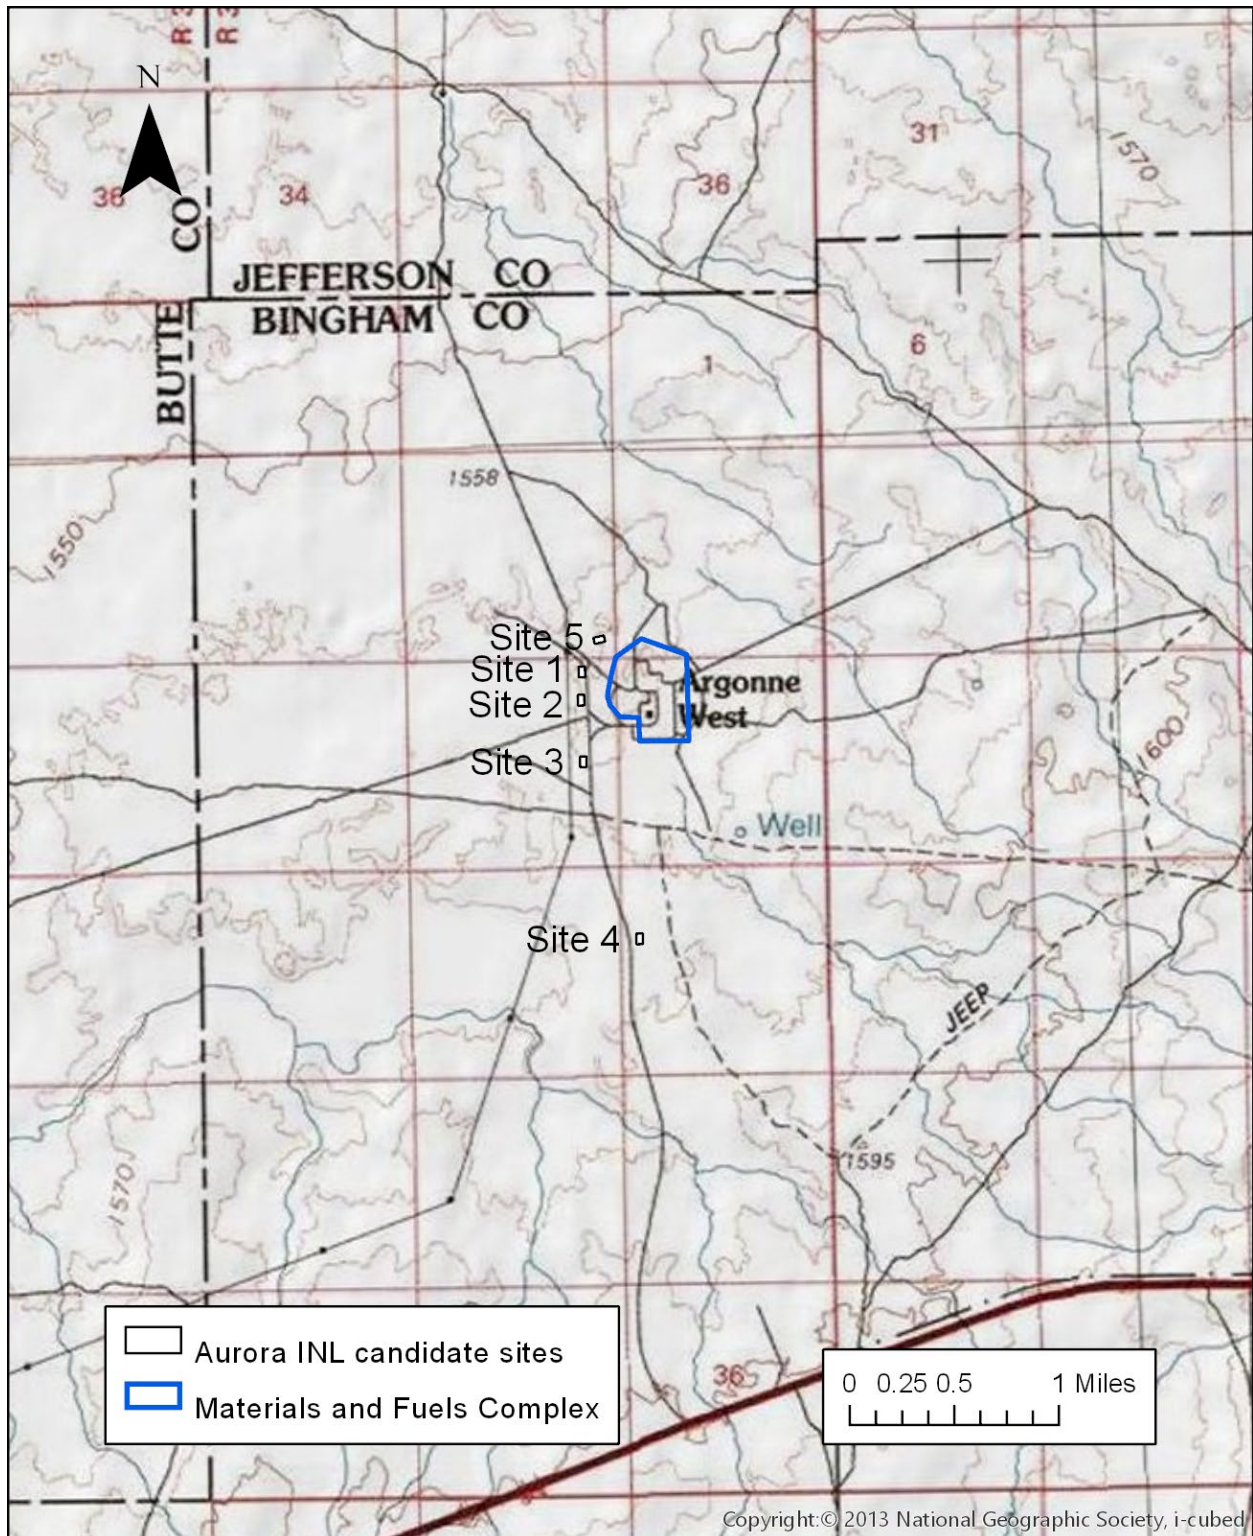 R 3
R 3
N
31
1570
36
34
36
CO
JEFFERSON CO
BINGHAM CO
BUTTE
6
1
1558
1550
Site 5
Site 1
Argonne
Site 2
West
1600
Site 3
Well
Site 4
JEEP
1595
1570
Aurora INL candidate sites
Materials and Fuels Complex
36
0 0.25 0.5 1 Miles
Copyright:© 2013 National Geographic Society, i-cubed